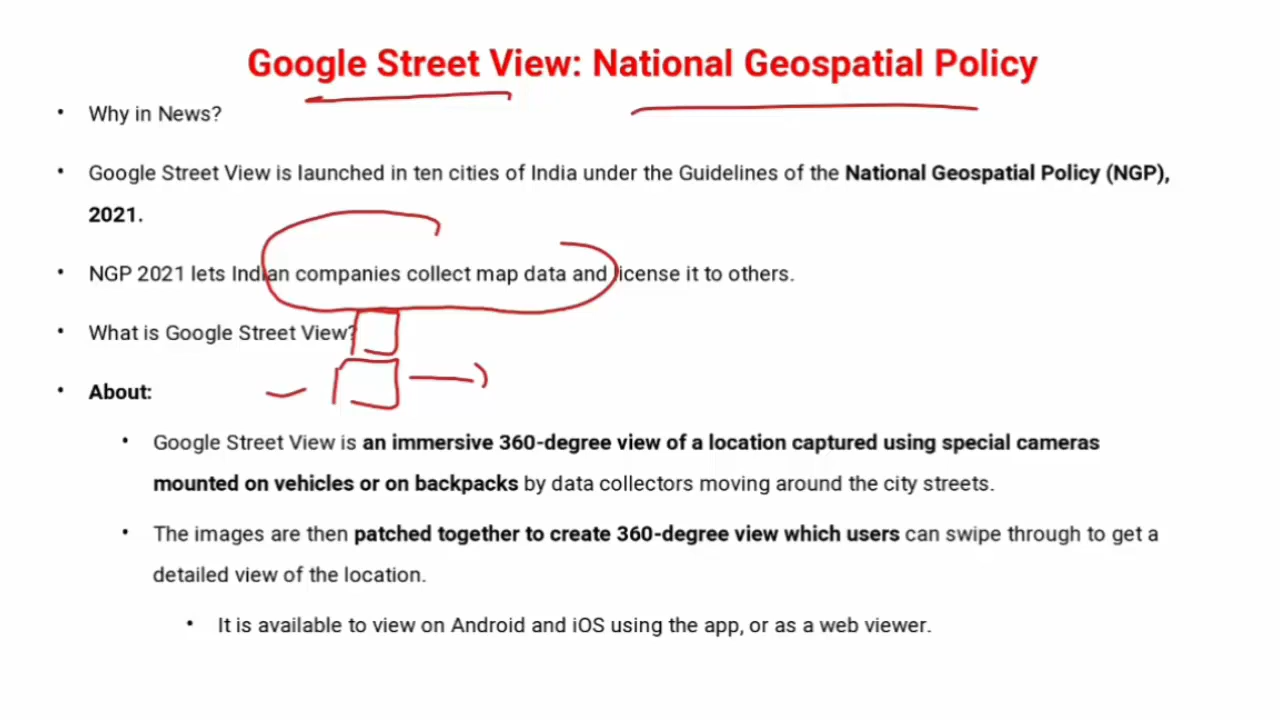 Google Street View: National Geospatial Policy
• Why in News?
• Google Street View is launched in ten cities of India under the Guidelines of the National Geospatial Policy (NGP),
2021.
• NGP 2021 lets Indian companies collect map data and license it to others.
• What is Google Street View?
• About:
• Google Street View is an immersive 360-degree view of a location captured using special cameras
mounted on vehicles or on backpacks by data collectors moving around the city streets.
• The images are then patched together to create 360-degree view which users can swipe through to get a
detailed view of the location.
• It is available to view on Android and iOS using the app, or as a web viewer.